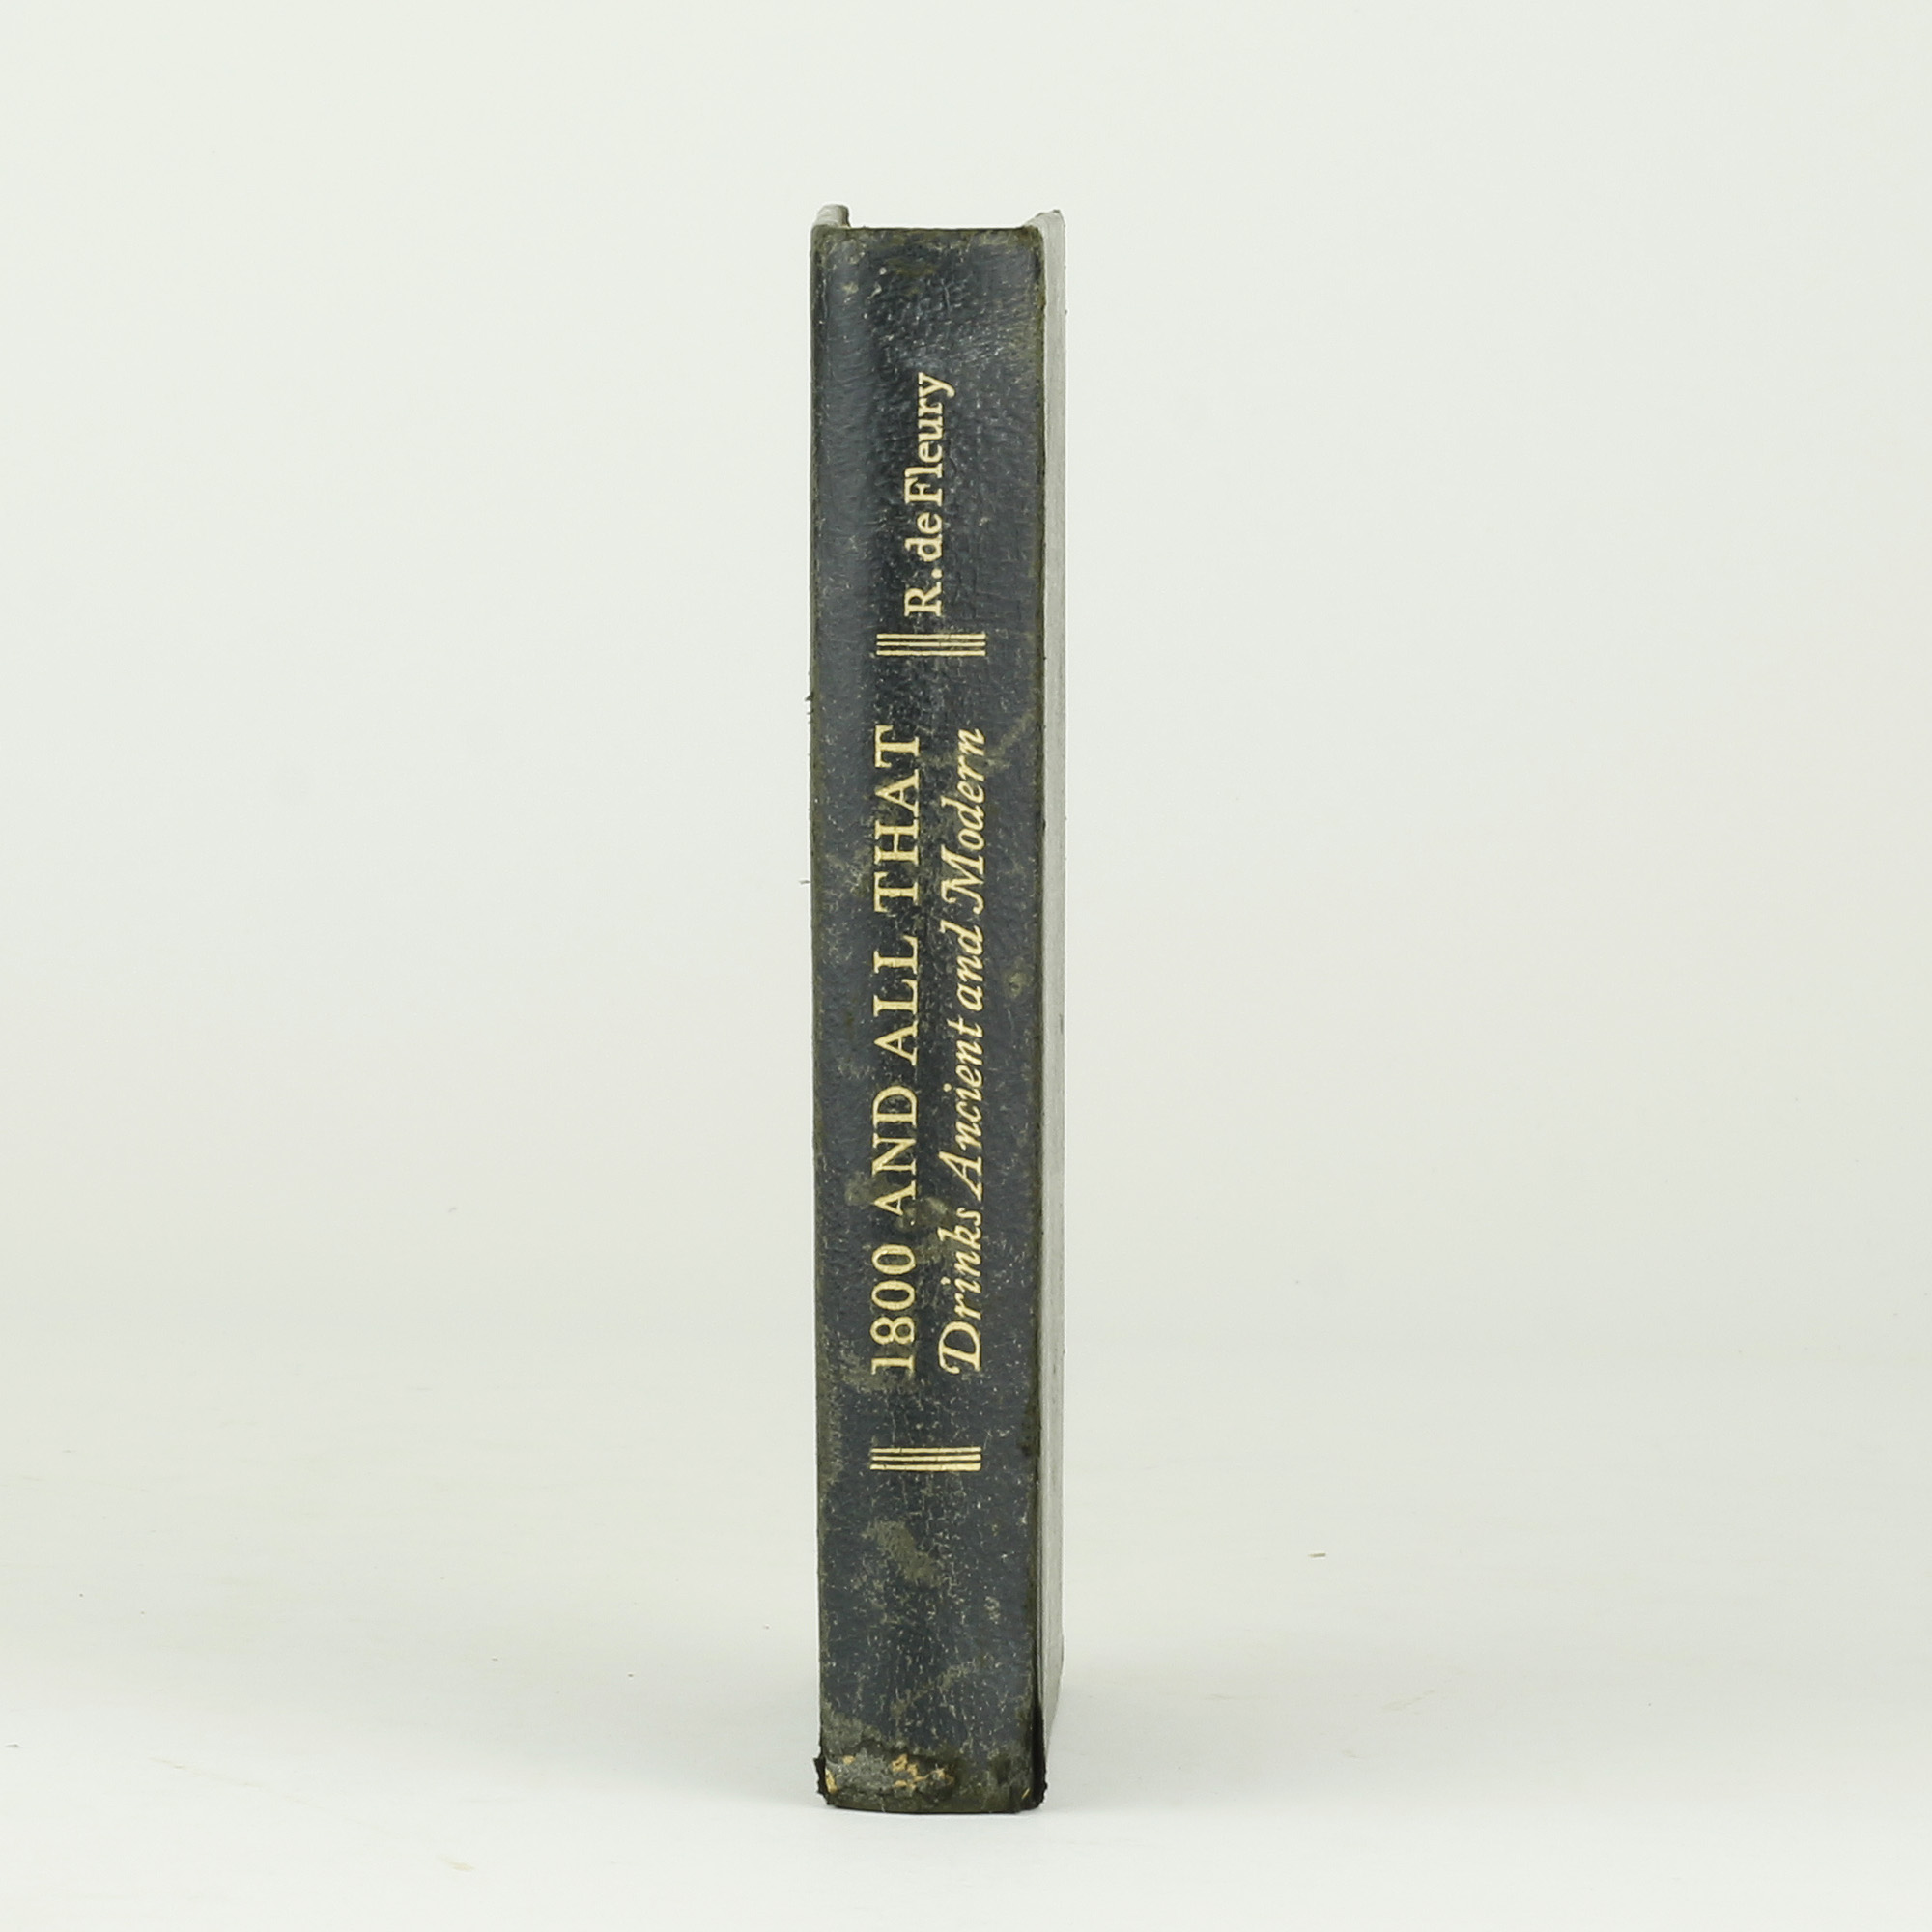 1800 AND ALL THAT
Drinks Ancient and Modern
R. de Fleury